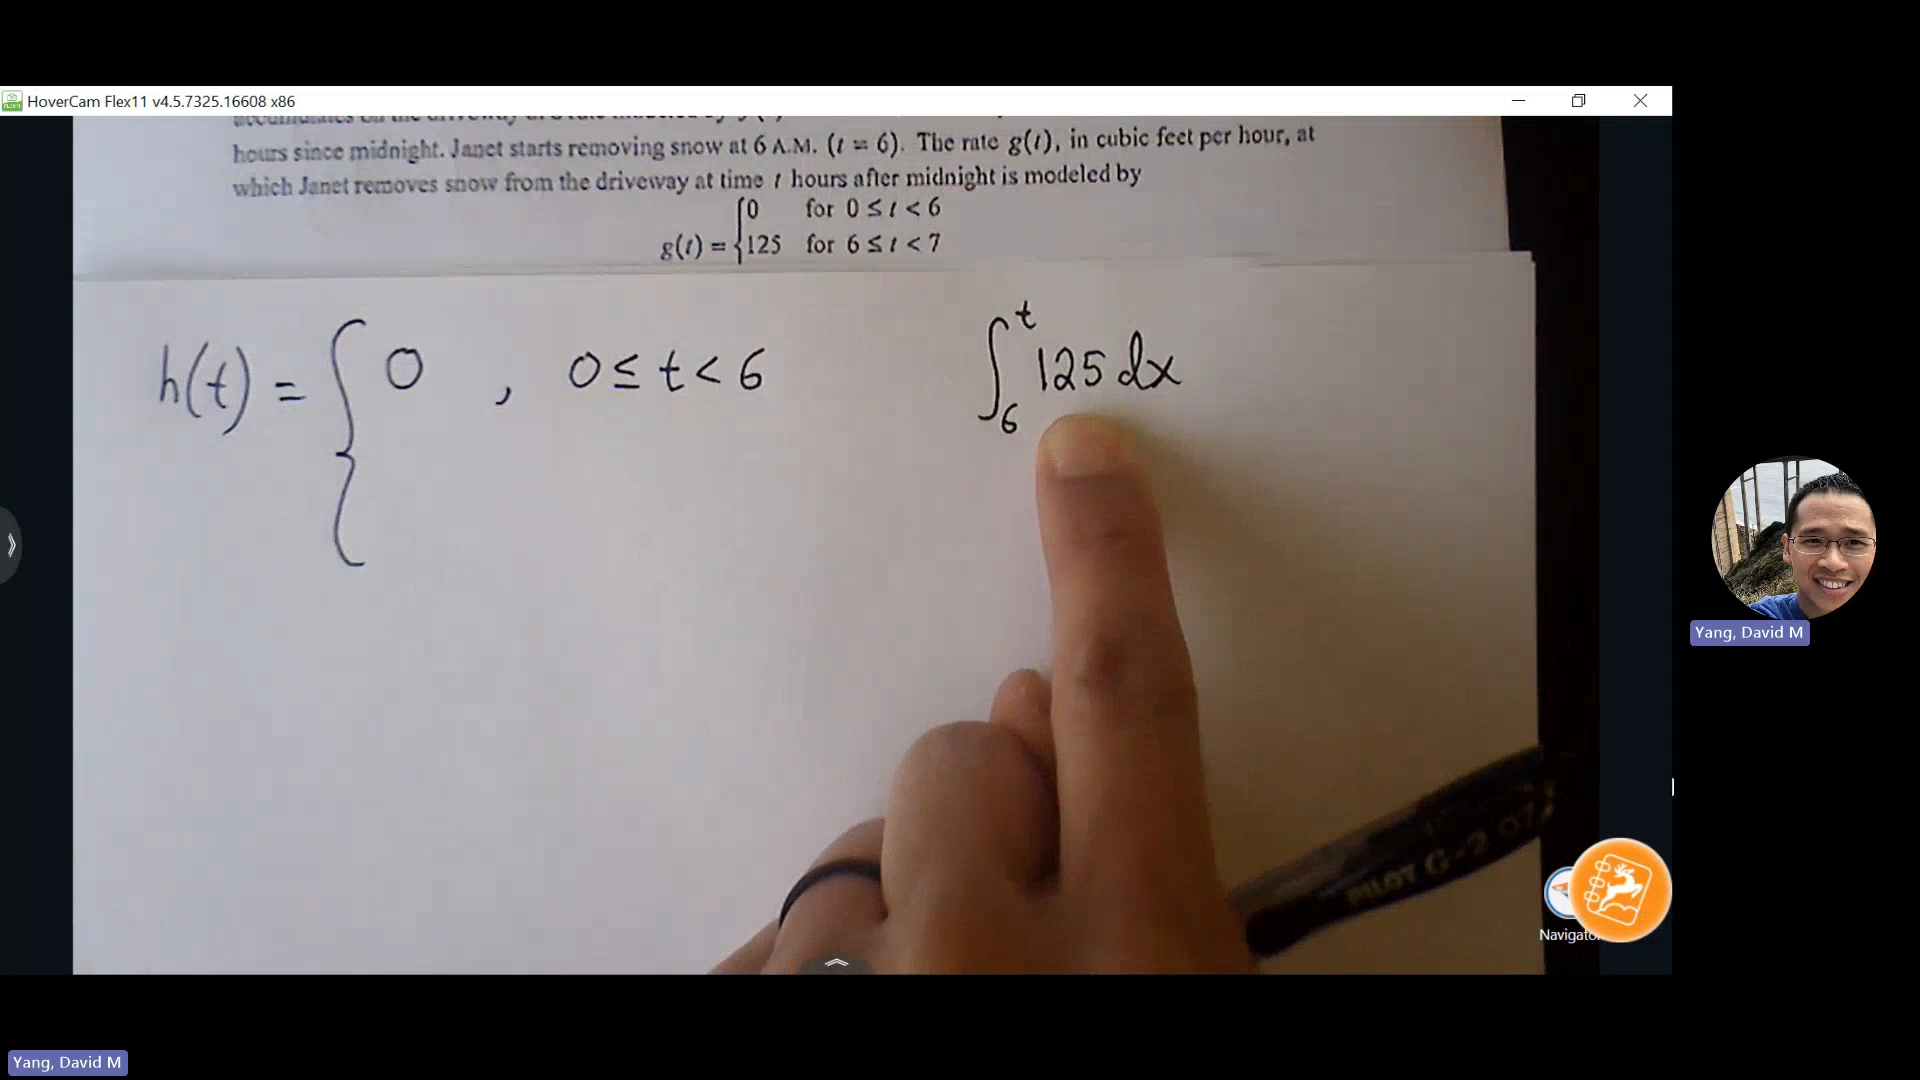 HoverCam Flex11 v4.5.7325.16608 x86
hours since midnight. Janet starts removing snow at 6 A.M. (t = 6). The rate g(t), in cubic feet per hour, at
which Janet removes snow from the driveway at time t hours after midnight is modeled by
g(t) = { 0 for 0 ≤ t < 6
125 for 6 ≤ t < 7
h(t) = { 0 , 0 ≤ t < 6
∫₆ᵗ 125 dx
PILOT G-2 07
Navigator
Yang, David M
Yang, David M